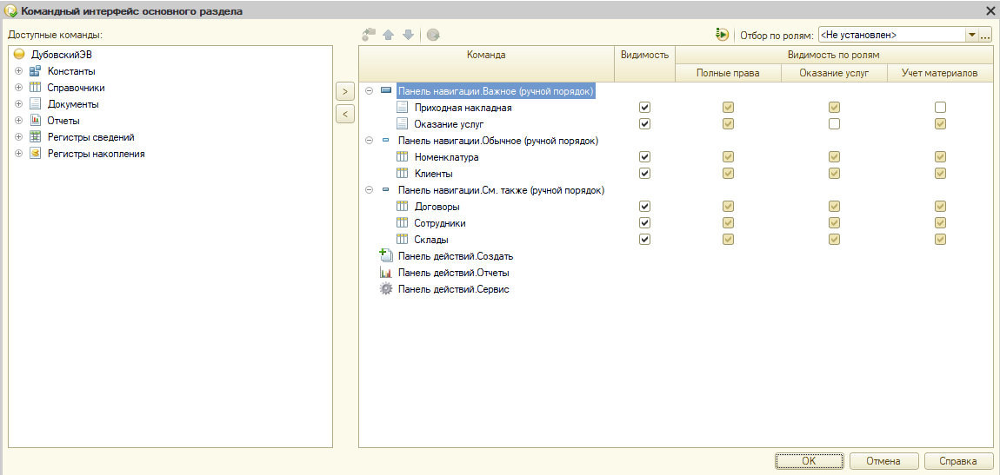 Командный интерфейс основного раздела
Доступные команды:
Отбор по ролям: <Не установлен> ...
ДубовскийЭВ
Константы
Справочники
Документы
Отчеты
Регистры сведений
Регистры накопления
>
<
Команда Видимость Видимость по ролям
Полные права Оказание услуг Учет материалов
Панель навигации.Важное (ручной порядок)
Приходная накладная
Оказание услуг
Панель навигации.Обычное (ручной порядок)
Номенклатура
Клиенты
Панель навигации.См. также (ручной порядок)
Договоры
Сотрудники
Склады
Панель действий.Создать
Панель действий.Отчеты
Панель действий.Сервис
OK Отмена Справка